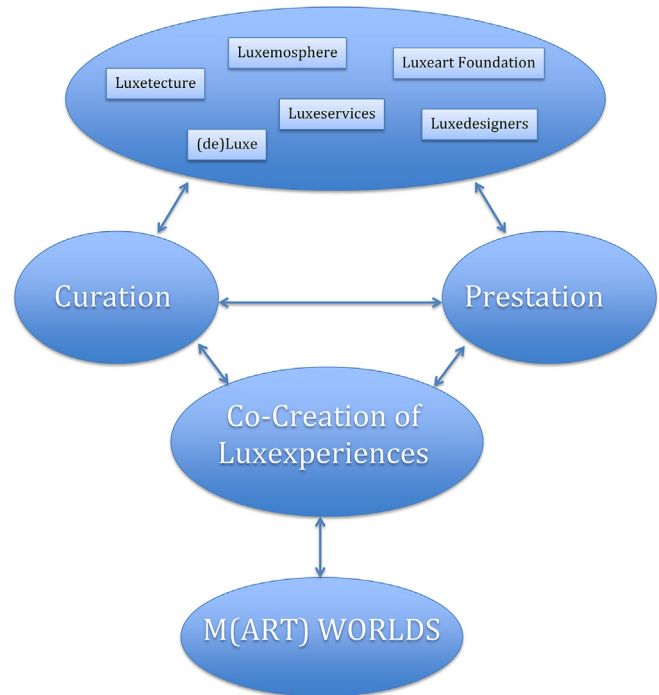 Luxemosphere
Luxeart Foundation
Luxetecture
Luxeservices
Luxedesigners
(de)Luxe
Curation
Prestation
Co-Creation of
Luxexperiences
M(ART) WORLDS